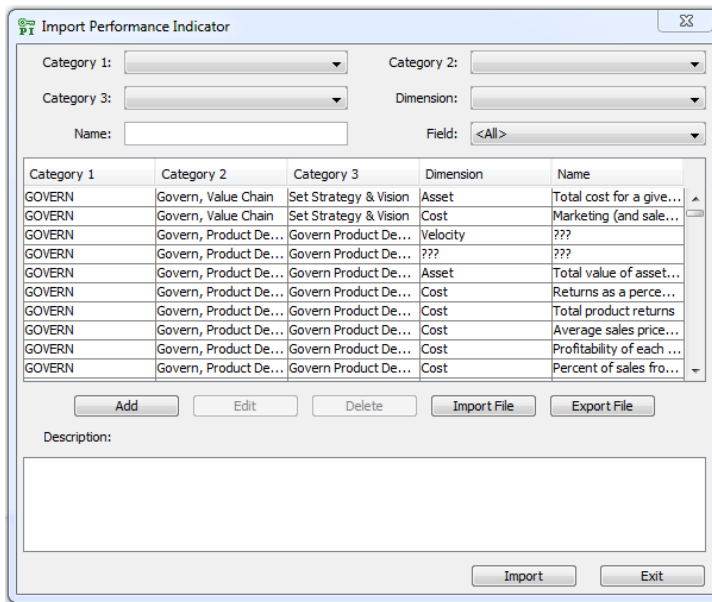 PI Import Performance Indicator
Category 1: Category 2:
Category 3: Dimension:
Name: Field: <All>
Category 1 Category 2 Category 3 Dimension Name
GOVERN Govern, Value Chain Set Strategy & Vision Asset Total cost for a give...
GOVERN Govern, Value Chain Set Strategy & Vision Cost Marketing (and sale...
GOVERN Govern, Product De... Govern Product De... Velocity ???
GOVERN Govern, Product De... Govern Product De... ??? ???
GOVERN Govern, Product De... Govern Product De... Asset Total value of asset...
GOVERN Govern, Product De... Govern Product De... Cost Returns as a perce...
GOVERN Govern, Product De... Govern Product De... Cost Total product returns
GOVERN Govern, Product De... Govern Product De... Cost Average sales price...
GOVERN Govern, Product De... Govern Product De... Cost Profitability of each ...
GOVERN Govern, Product De... Govern Product De... Cost Percent of sales fro...
Add Edit Delete Import File Export File
Description:
Import Exit